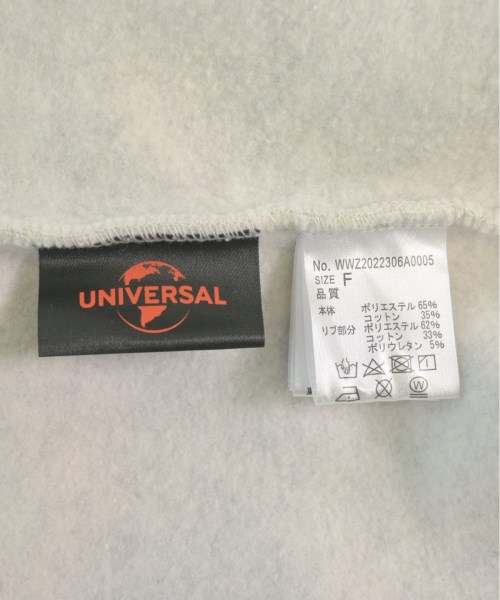 UNIVERSAL
No. WWZ2022306A0005
SIZE F
品質
本体 ポリエステル 65%
コットン 35%
リブ部分 ポリエステル 62%
コットン 33%
ポリウレタン 5%
W